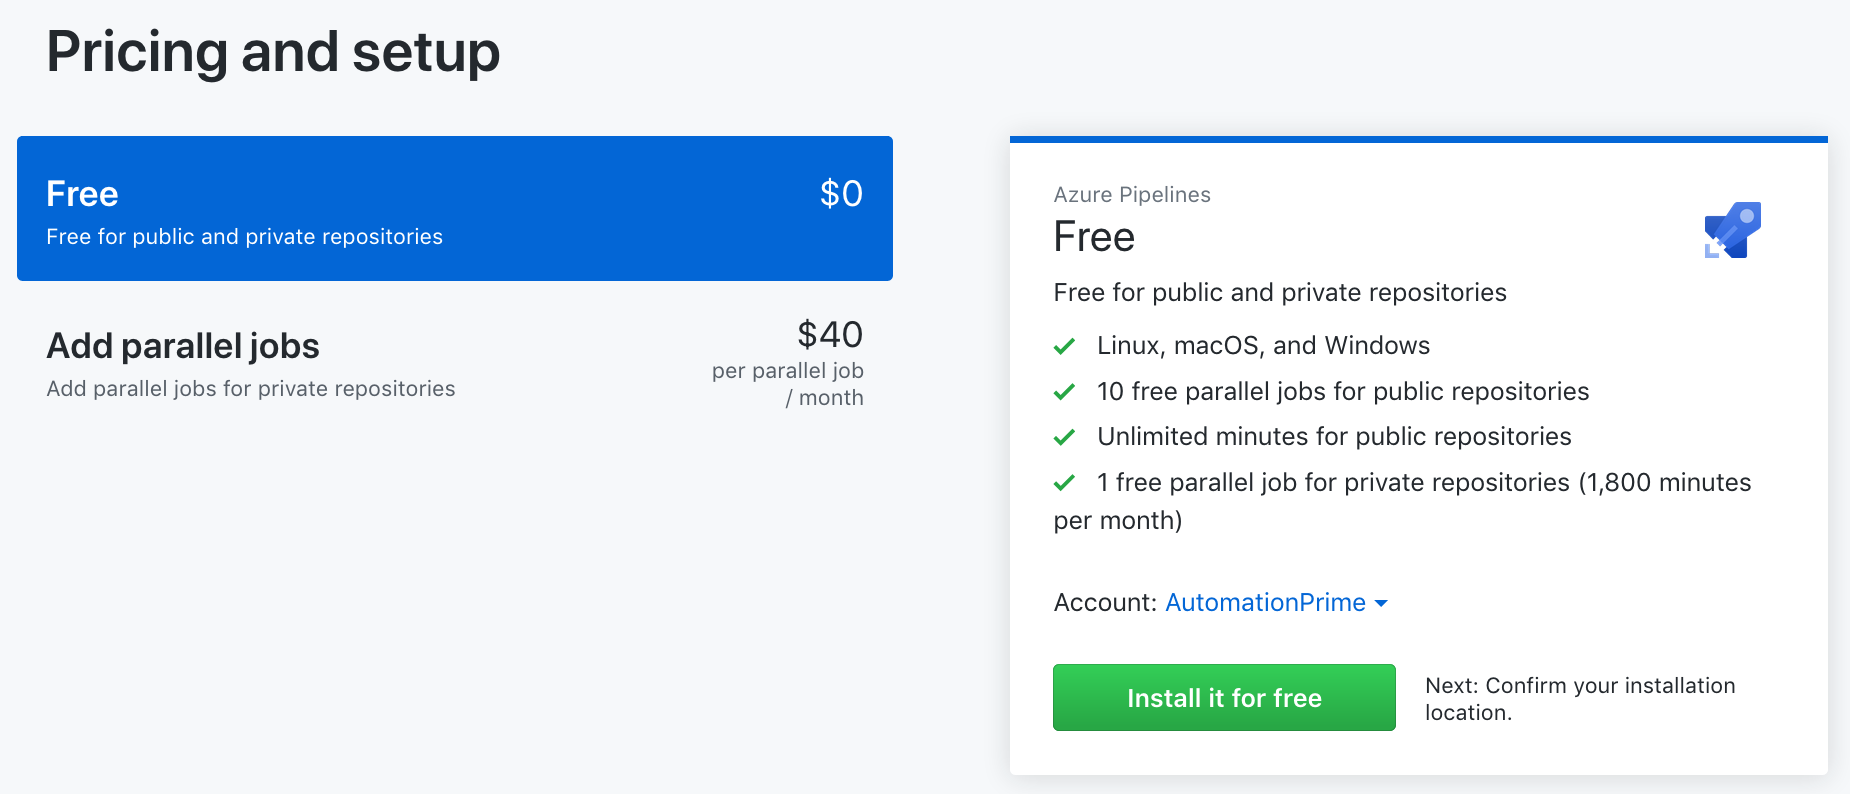 Pricing and setup
Free
$0
Free for public and private repositories
Add parallel jobs
$40
Add parallel jobs for private repositories
per parallel job
/ month
Azure Pipelines
Free
Free for public and private repositories
Linux, macOS, and Windows
10 free parallel jobs for public repositories
Unlimited minutes for public repositories
1 free parallel job for private repositories (1,800 minutes
per month)
Account: AutomationPrime
Install it for free
Next: Confirm your installation
location.